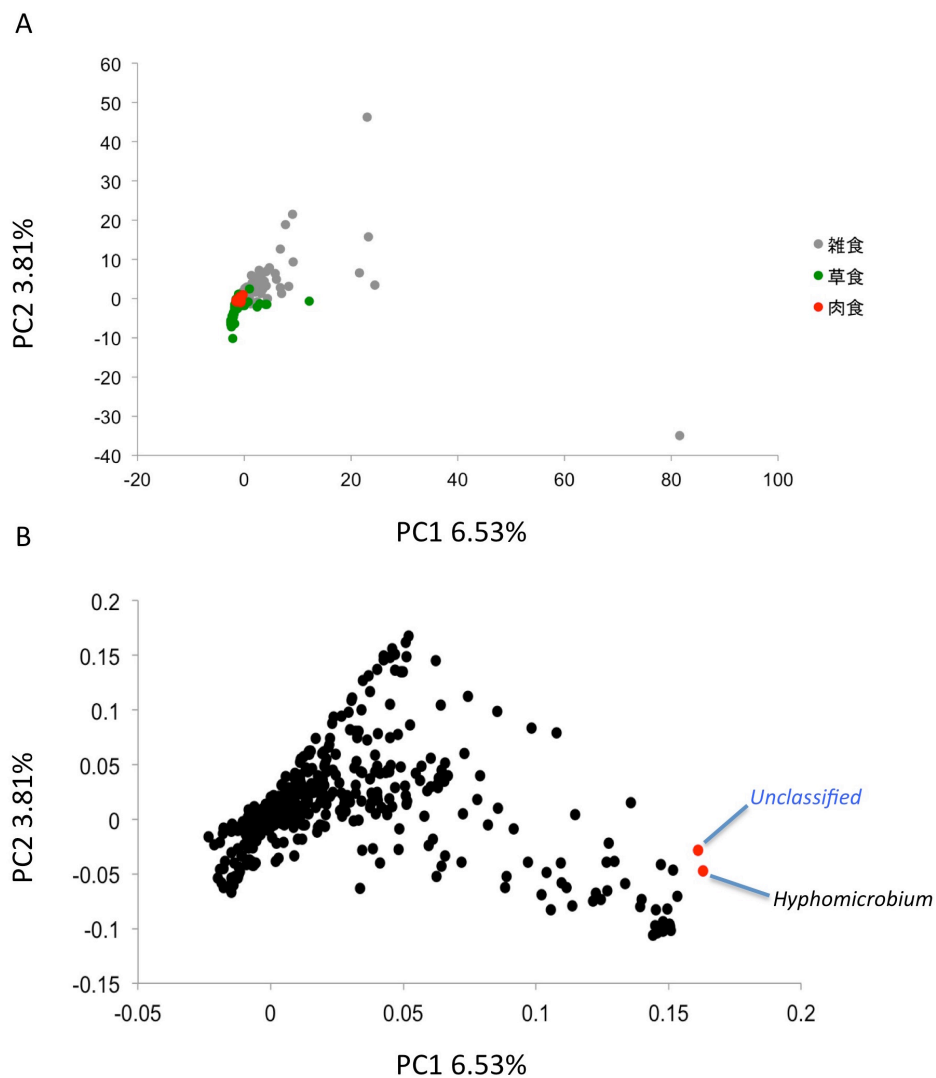 A
60
50
40
30
20
10
0
-10
-20
-30
-40
-20 0 20 40 60 80 100
PC2 3.81%
PC1 6.53%
雑食
草食
肉食
B
0.2
0.15
0.1
0.05
0
-0.05
-0.1
-0.15
-0.05 0 0.05 0.1 0.15 0.2
PC2 3.81%
PC1 6.53%
Unclassified
Hyphomicrobium